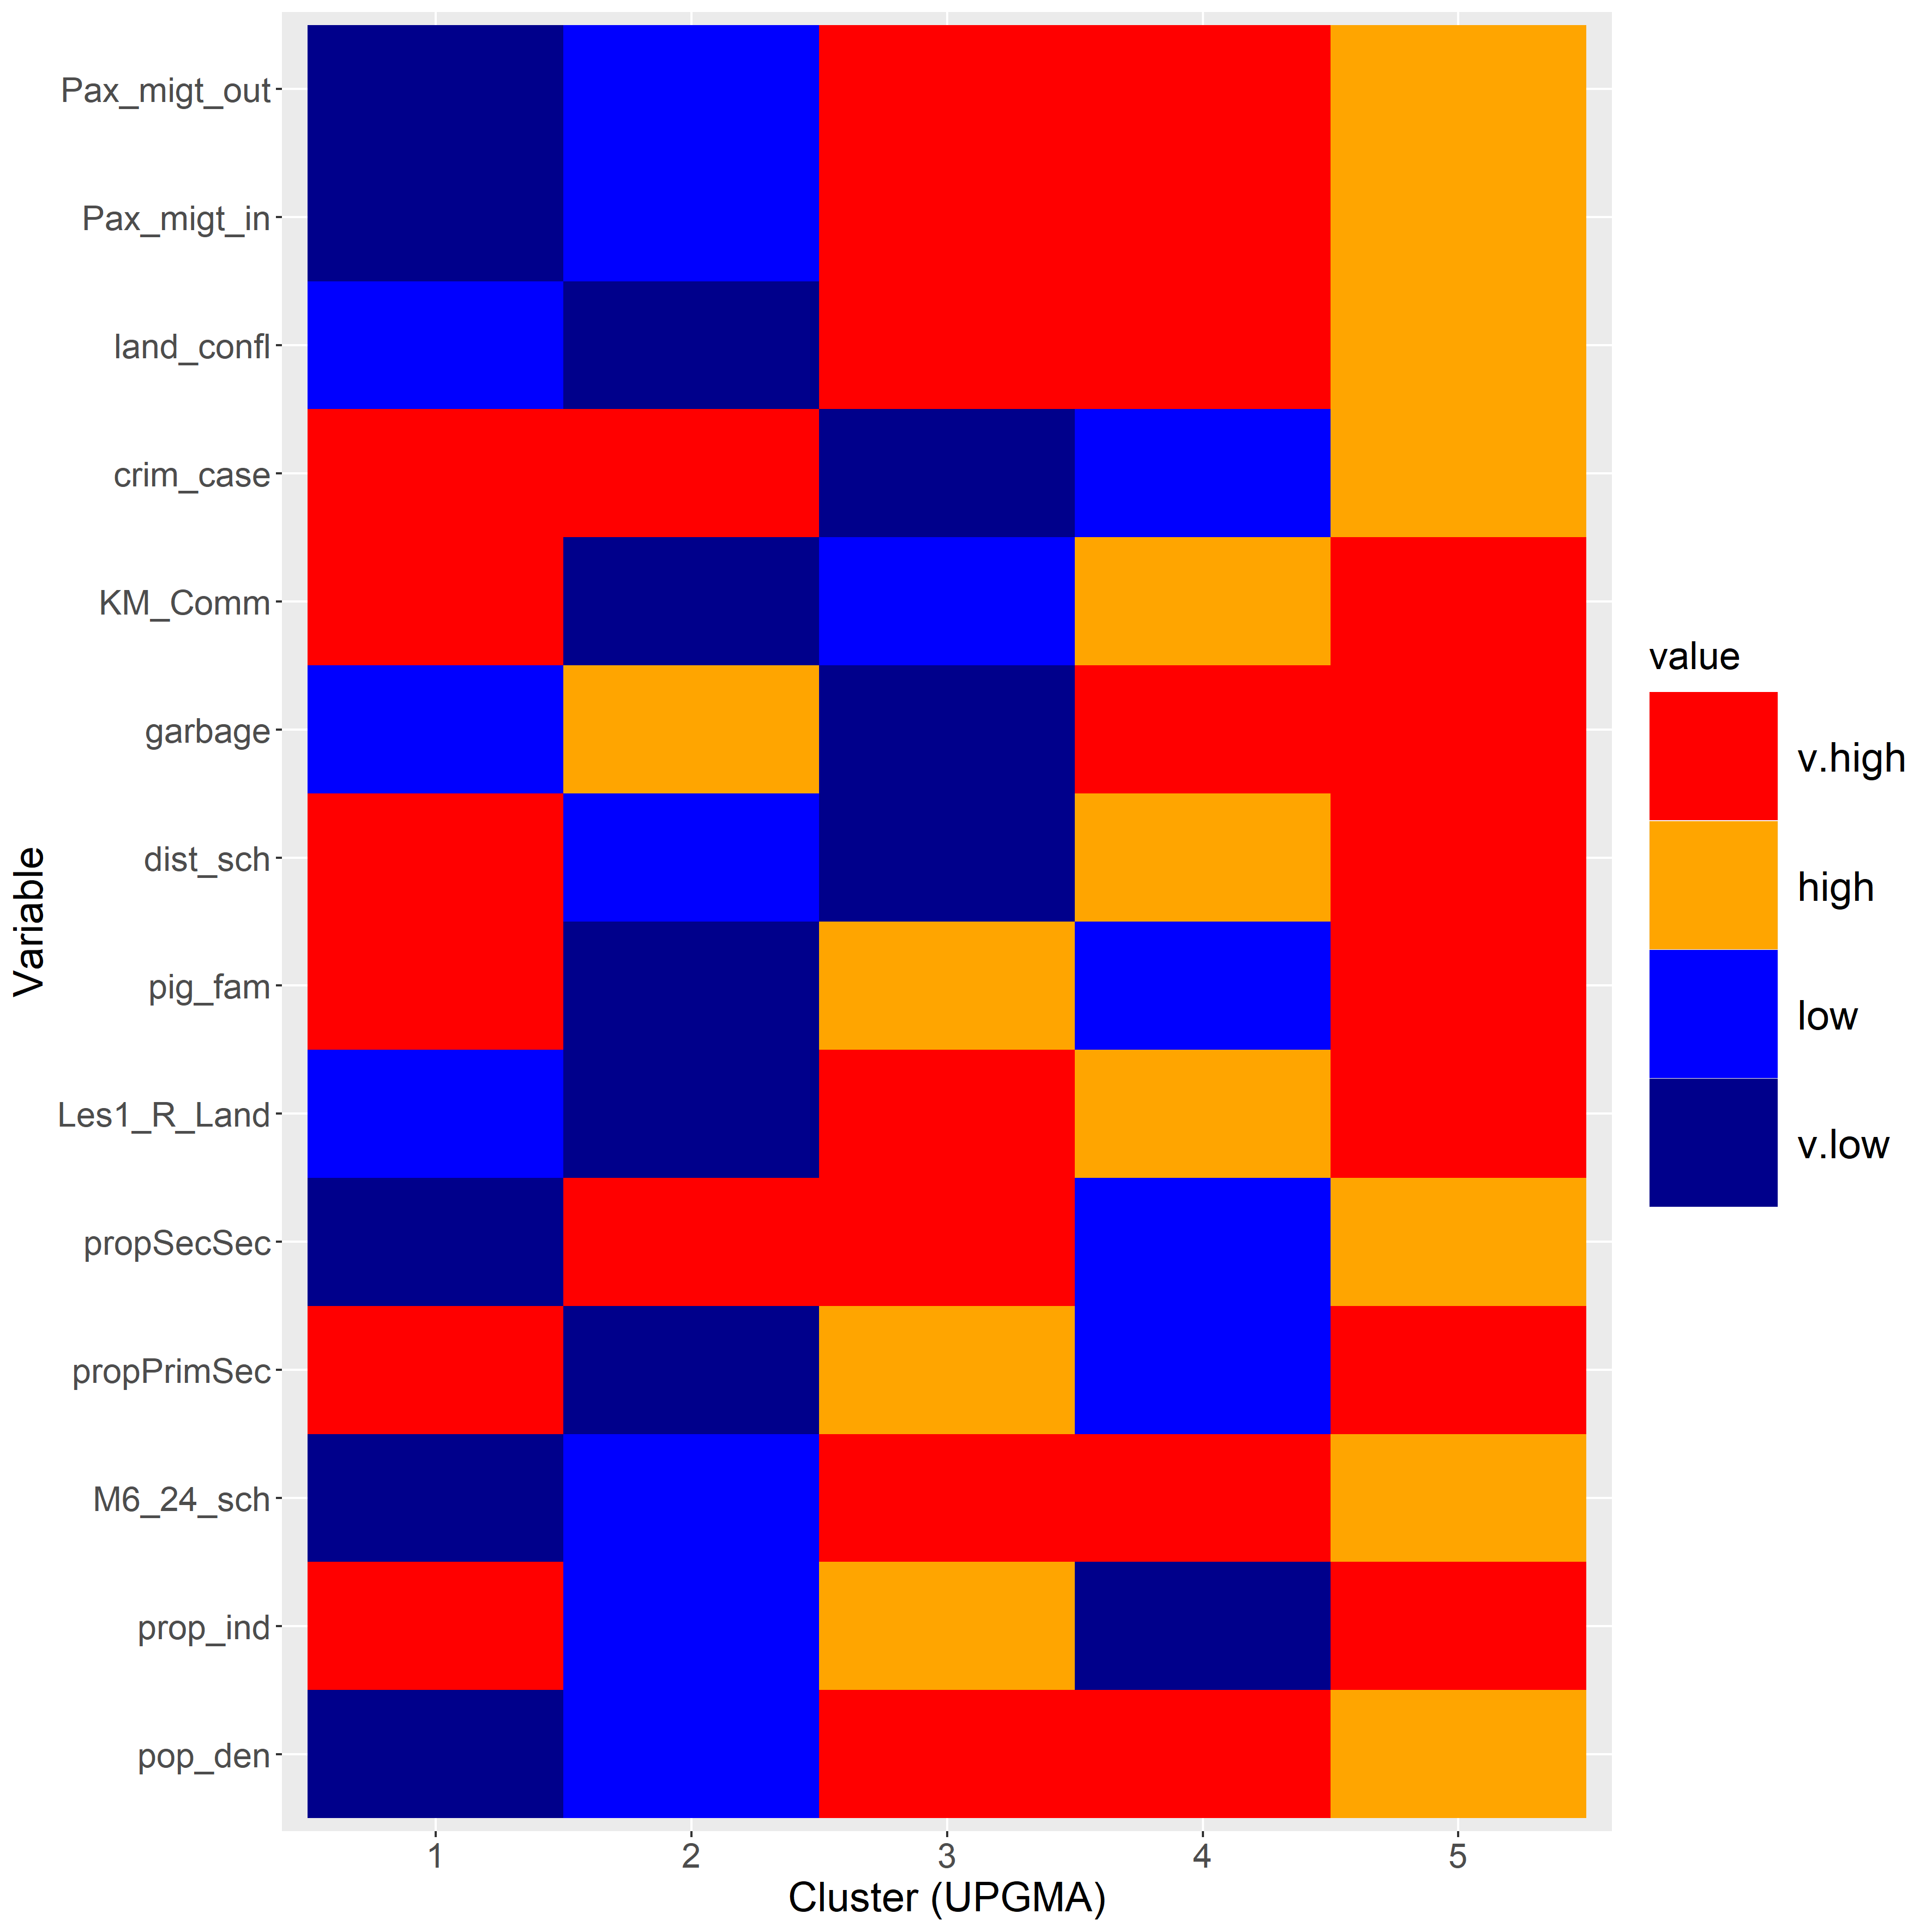 Pax_migt_out
Pax_migt_in
land_confl
crim_case
KM_Comm
garbage
dist_sch
pig_fam
Les1_R_Land
propSecSec
propPrimSec
M6_24_sch
prop_ind
pop_den
Variable
1 2 3 4 5
Cluster (UPGMA)
value
v.high
high
low
v.low